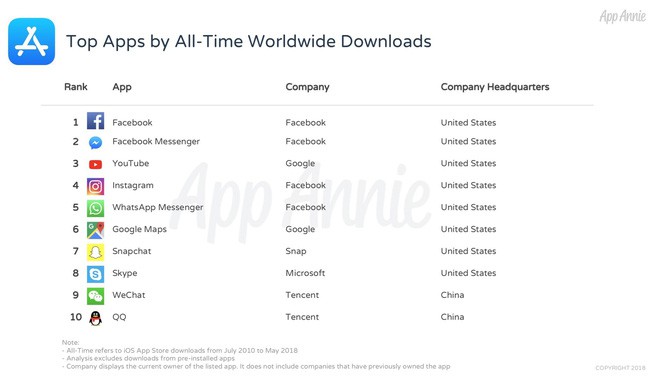 App Annie
Top Apps by All-Time Worldwide Downloads
Rank App Company Company Headquarters
1 Facebook Facebook United States
2 Facebook Messenger Facebook United States
3 YouTube Google United States
4 Instagram Facebook United States
5 WhatsApp Messenger Facebook United States
6 Google Maps Google United States
7 Snapchat Snap United States
8 Skype Microsoft United States
9 WeChat Tencent China
10 QQ Tencent China
App Annie
Note:
- All-Time refers to iOS App Store downloads from July 2010 to May 2018
- Analysis excludes downloads from pre-installed apps
- Company displays the current owner of the listed app. It does not include companies that have previously owned the app
COPYRIGHT 2018